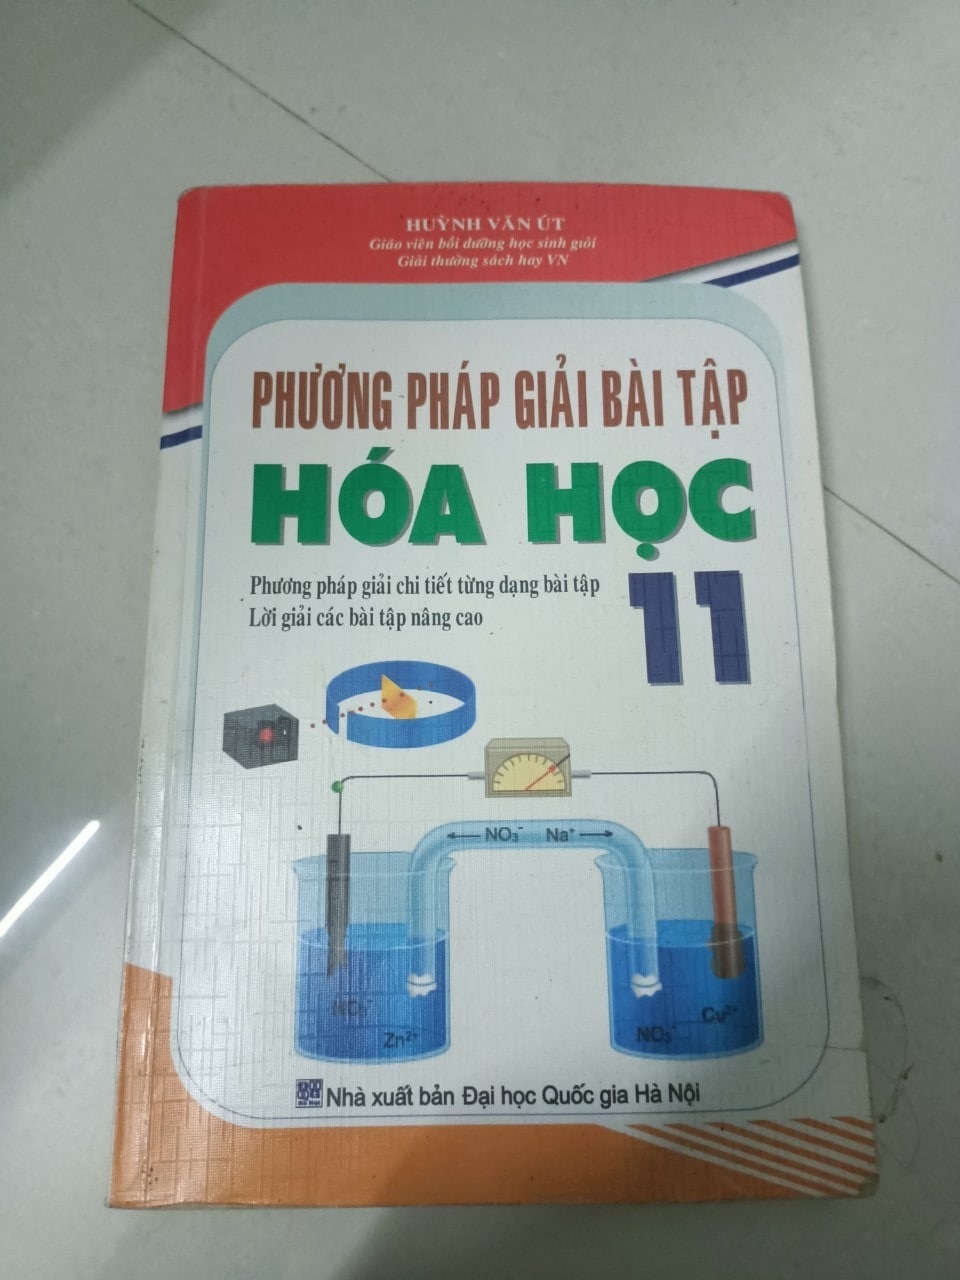 HUỲNH VĂN ÚT
Giáo viên bồi dưỡng học sinh giỏi
Giải thưởng sách hay VN
PHƯƠNG PHÁP GIẢI BÀI TẬP
HÓA HỌC
11
Phương pháp giải chi tiết từng dạng bài tập
Lời giải các bài tập nâng cao
NO₃⁻ Na⁺
NO₃⁻
Zn²⁺
Cu²⁺
NO₃⁻
Nhà xuất bản Đại học Quốc gia Hà Nội